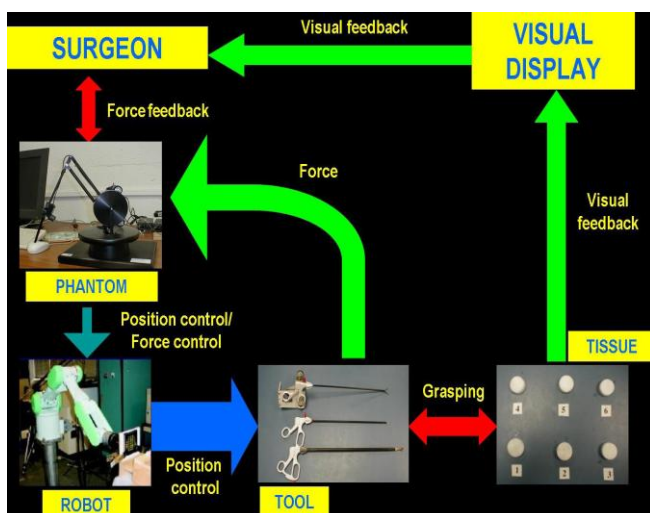 SURGEON
Visual feedback
VISUAL
DISPLAY
Force feedback
Force
Visual
feedback
PHANTOM
Position control/
Force control
TISSUE
Grasping
4
5
6
1
2
3
Position
control
ROBOT
TOOL